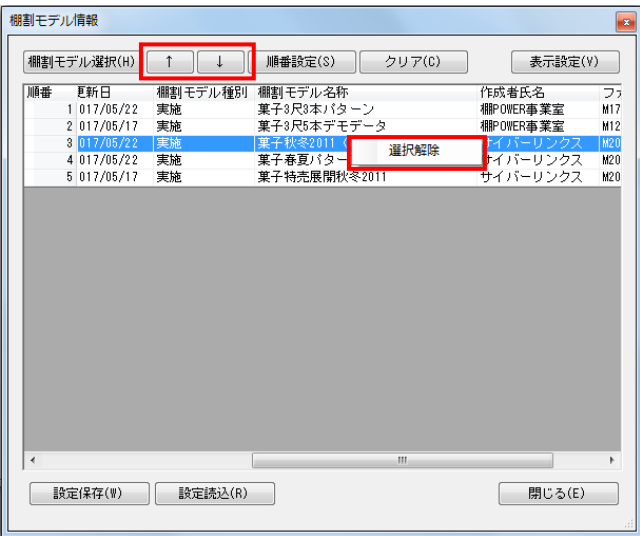 棚割モデル情報
棚割モデル選択(H) ↑ ↓ 順番設定(S) クリア(C) 表示設定(V)
順番 更新日 棚割モデル種別 棚割モデル名称 作成者氏名 ファ
1 017/05/22 実施 菓子3尺3本パターン 棚POWER事業室 M17
2 017/05/17 実施 菓子3尺5本デモデータ 棚POWER事業室 M12
3 017/05/22 実施 菓子秋冬2011 サイバーリンクス M20
選択解除
4 017/05/22 実施 菓子春夏パター サイバーリンクス M20
5 017/05/17 実施 菓子特売展開秋冬2011 サイバーリンクス M20
設定保存(W) 設定読込(R) 閉じる(E)